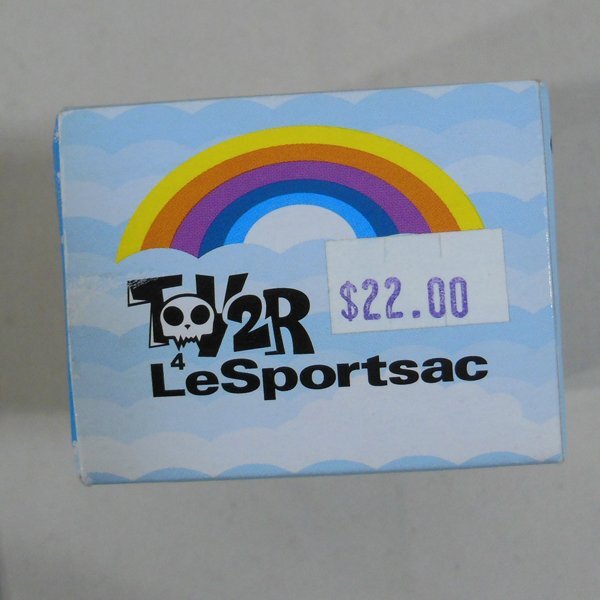 $22.00
TOY2R
4
LeSportsac